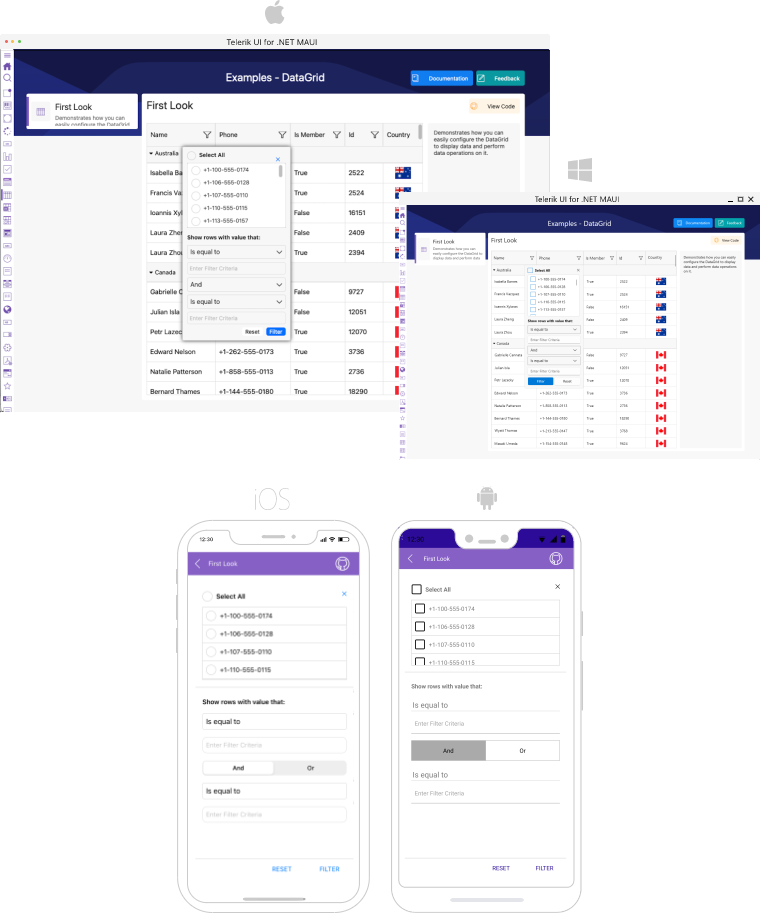 Telerik UI for .NET MAUI
Examples - DataGrid
Documentation
Feedback
First Look
Demonstrates how you can
easily configure the DataGrid
First Look
View Code
Name Phone Is Member Id Country
Demonstrates how you can
easily configure the DataGrid
to display data and perform
data operations on it.
Australia
Isabella Ba True 2522
Francis Va True 2524
Ioannis Xyl False 16151
Laura Zhe False 2409
Laura Zhou True 2394
Canada
Gabrielle C False 9727
Julian Isla False 12051
Petr Lazec True 12070
Edward Nelson +1-262-555-0173 True 3736
Natalie Patterson +1-858-555-0113 True 2736
Bernard Thames +1-144-555-0180 True 18290
Select All
+1-100-555-0174
+1-106-555-0128
+1-107-555-0110
+1-110-555-0115
+1-113-555-0157
Show rows with value that:
Is equal to
Enter Filter Criteria
And
Is equal to
Enter Filter Criteria
Reset Filter
Telerik UI for .NET MAUI
Examples - DataGrid
Documentation
Feedback
First Look
Demonstrates how you can
easily configure the DataGrid
to display data and perform
First Look
View Code
Name Phone Is Member Id Country
Demonstrates how you can
easily configure the DataGrid
to display data and perform
data operations on it.
Australia
Isabella Barnes True 2522
Francis Vazquez True 2524
Ioannis Xylaras False 16151
Laura Zheng False 2409
Laura Zhou True 2394
Canada
Gabrielle Cannata False 9727
Julian Isla False 12051
Petr Lazecky True 12070
Edward Nelson +1-262-555-0173 True 3736
Natalie Patterson +1-858-555-0113 True 2736
Bernard Thames +1-144-555-0180 True 18290
Wyatt Thomas +1-213-555-0147 True
True
Select All
+1-100-555-0174
+1-106-555-0128
+1-107-555-0110
+1-110-555-0115
+1-113-555-0157
Show rows with value that:
Is equal to
Enter Filter Criteria
And
Is equal to
Enter Filter Criteria
Filter Reset
iOS
12:30
First Look
Select All
+1-100-555-0174
+1-106-555-0128
+1-107-555-0110
+1-110-555-0115
Show rows with value that:
Is equal to
Enter Filter Criteria
And Or
Is equal to
Enter Filter Criteria
RESET FILTER
12:30
First Look
Select All
+1-100-555-0174
+1-106-555-0128
+1-107-555-0110
+1-110-555-0115
Show rows with value that:
Is equal to
Enter Filter Criteria
And Or
Is equal to
Enter Filter Criteria
RESET FILTER